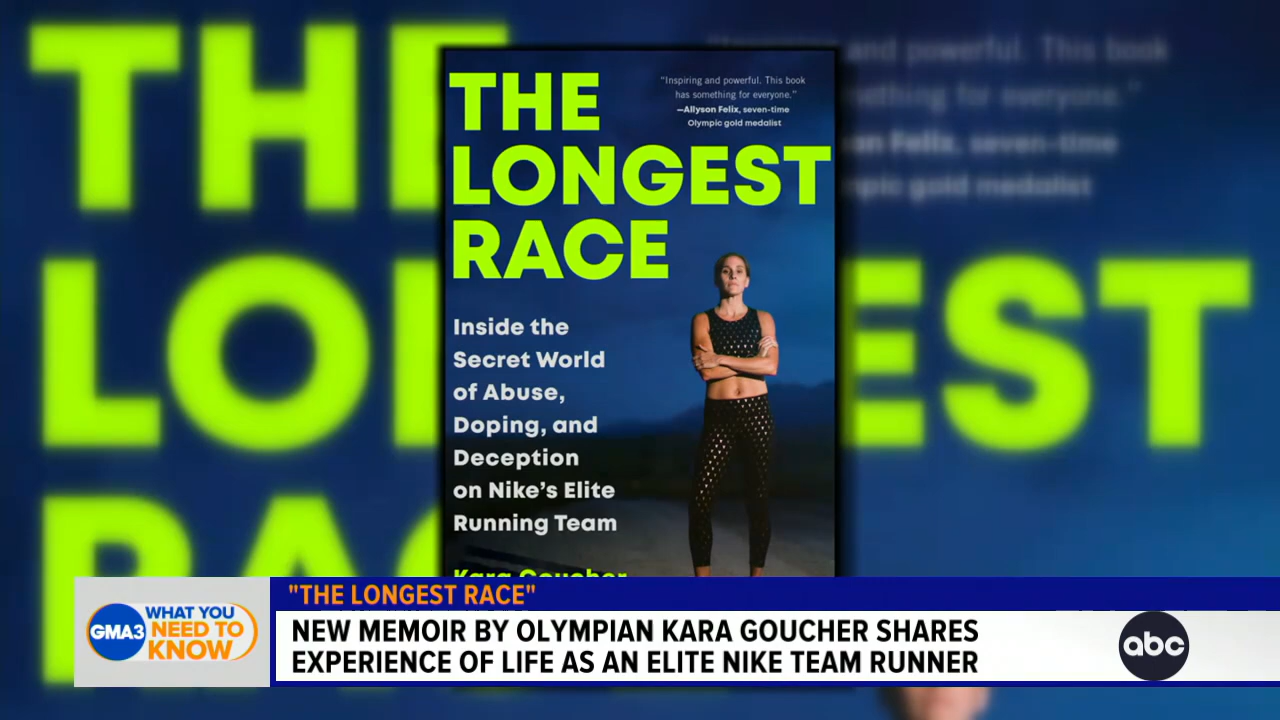 THE
LONGEST
RACE
“Inspiring and powerful. This book
has something for everyone.”
—Allyson Felix, seven-time
Olympic gold medalist
Inside the
Secret World
of Abuse,
Doping, and
Deception
on Nike’s Elite
Running Team
Kara Goucher
GMA3
WHAT YOU
NEED TO
KNOW
"THE LONGEST RACE"
NEW MEMOIR BY OLYMPIAN KARA GOUCHER SHARES
EXPERIENCE OF LIFE AS AN ELITE NIKE TEAM RUNNER
abc